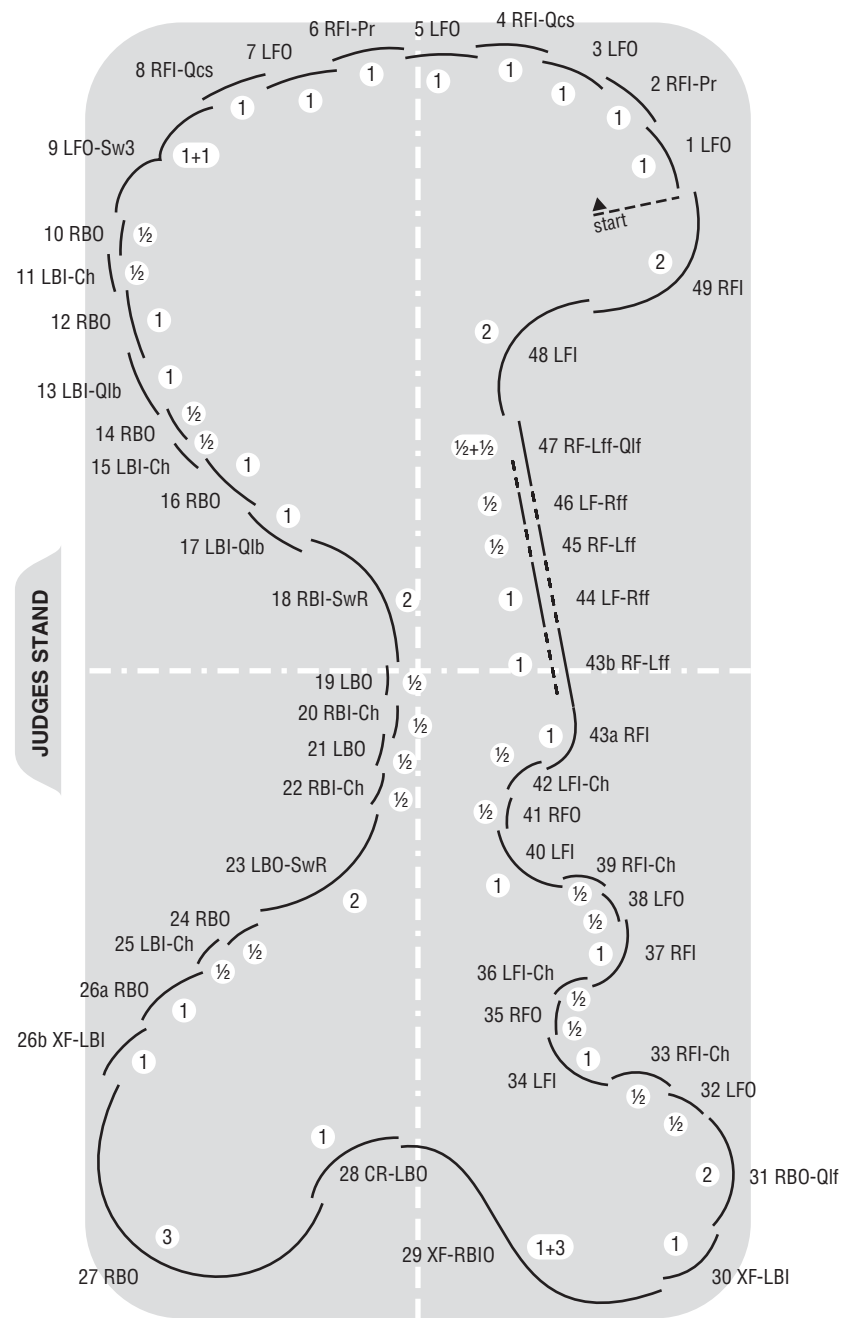 1 LFO
1
2 RFI-Pr
1
3 LFO
1
4 RFI-Qcs
1
5 LFO
1
6 RFI-Pr
1
7 LFO
1
8 RFI-Qcs
1
9 LFO-Sw3
1+1
10 RBO
½
11 LBI-Ch
½
12 RBO
1
13 LBI-Qlb
1
14 RBO
½
15 LBI-Ch
½
16 RBO
1
17 LBI-Qlb
1
18 RBI-SwR
2
JUDGES STAND
19 LBO
½
20 RBI-Ch
½
21 LBO
½
22 RBI-Ch
½
23 LBO-SwR
2
24 RBO
½
25 LBI-Ch
½
26a RBO
1
26b XF-LBI
1
27 RBO
3
28 CR-LBO
1
29 XF-RBIO
1+3
30 XF-LBI
1
31 RBO-Qlf
2
32 LFO
½
33 RFI-Ch
½
34 LFI
1
35 RFO
½
36 LFI-Ch
½
37 RFI
1
38 LFO
½
39 RFI-Ch
½
40 LFI
1
41 RFO
½
42 LFI-Ch
½
43a RFI
1
43b RF-Lff
1
44 LF-Rff
1
45 RF-Lff
½
46 LF-Rff
½
47 RF-Lff-Qlf
½+½
48 LFI
2
49 RFI
2
start